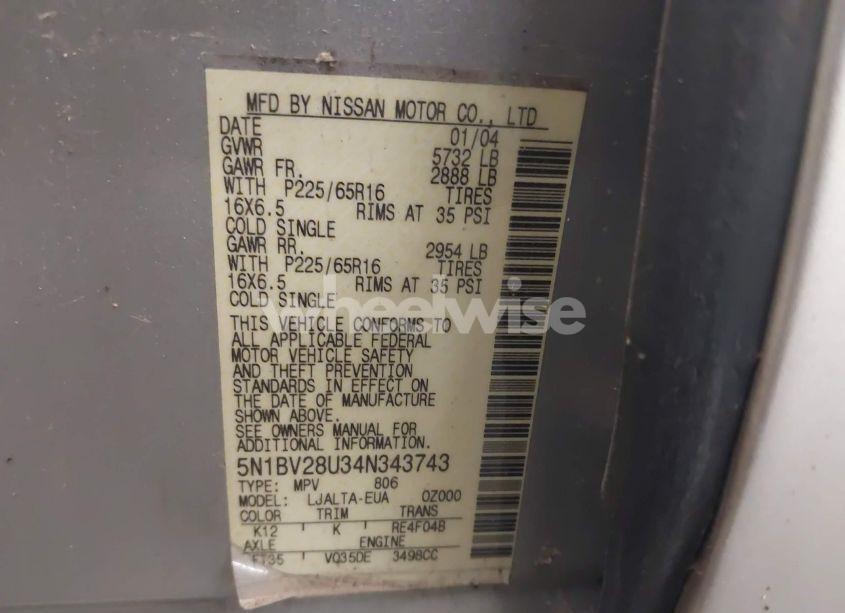 MFD BY NISSAN MOTOR CO., LTD
DATE 01/04
GVWR 5732 LB
GAWR FR. 2888 LB
WITH P225/65R16 TIRES
16X6.5 RIMS AT 35 PSI
COLD SINGLE
GAWR RR. 2954 LB
WITH P225/65R16 TIRES
16X6.5 RIMS AT 35 PSI
COLD SINGLE
wheelwise
THIS VEHICLE CONFORMS TO
ALL APPLICABLE FEDERAL
MOTOR VEHICLE SAFETY
AND THEFT PREVENTION
STANDARDS IN EFFECT ON
THE DATE OF MANUFACTURE
SHOWN ABOVE.
SEE OWNERS MANUAL FOR
ADDITIONAL INFORMATION.
5N1BV28U34N343743
TYPE: MPV 806
MODEL: LJALTA-EUA 0Z000
COLOR TRIM TRANS
K12 K RE4F04B
AXLE ENGINE
FT35 VQ35DE 3498CC